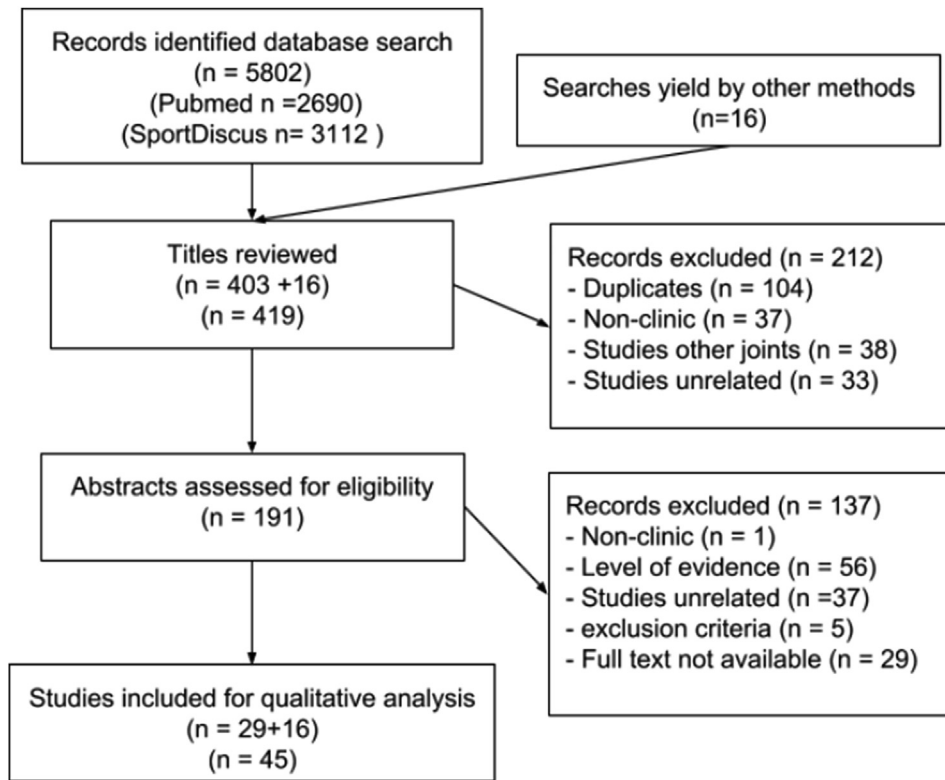 Records identified database search
(n = 5802)
(Pubmed n =2690)
(SportDiscus n= 3112 )
Searches yield by other methods
(n=16)
Titles reviewed
(n = 403 +16)
(n = 419)
Records excluded (n = 212)
- Duplicates (n = 104)
- Non-clinic (n = 37)
- Studies other joints (n = 38)
- Studies unrelated (n = 33)
Abstracts assessed for eligibility
(n = 191)
Records excluded (n = 137)
- Non-clinic (n = 1)
- Level of evidence (n = 56)
- Studies unrelated (n =37)
- exclusion criteria (n = 5)
- Full text not available (n = 29)
Studies included for qualitative analysis
(n = 29+16)
(n = 45)